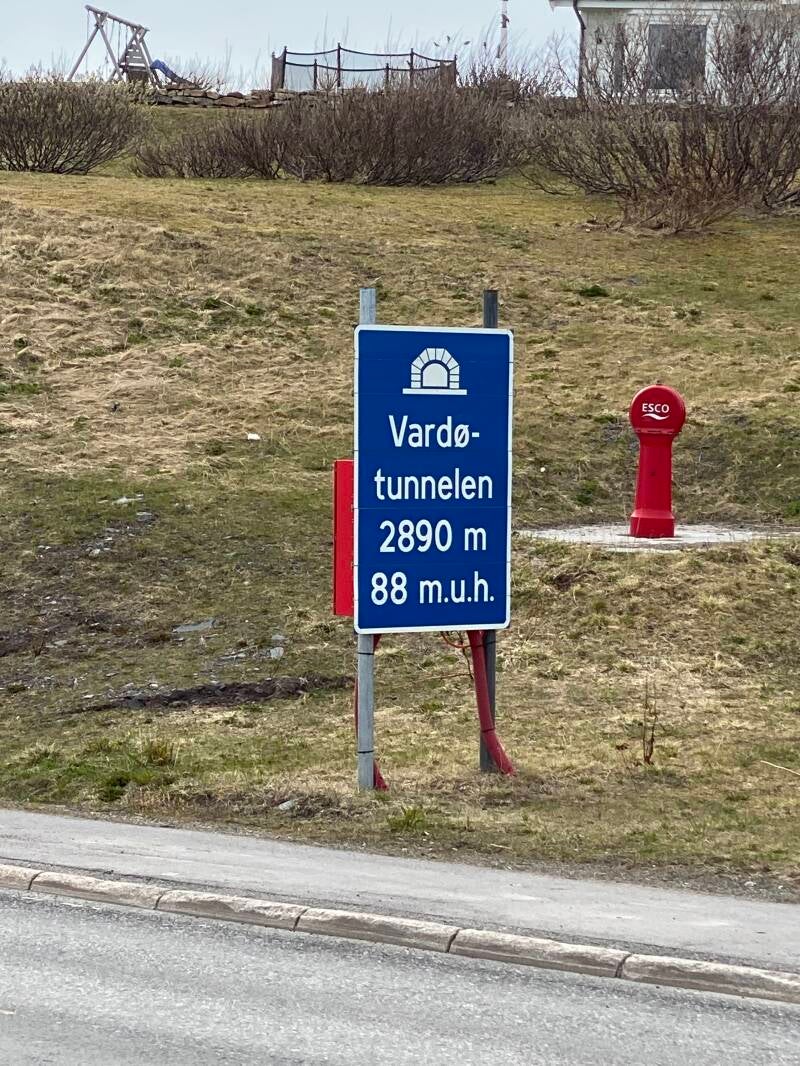 Vardø-
tunnelen
2890 m
88 m.u.h.
ESCO